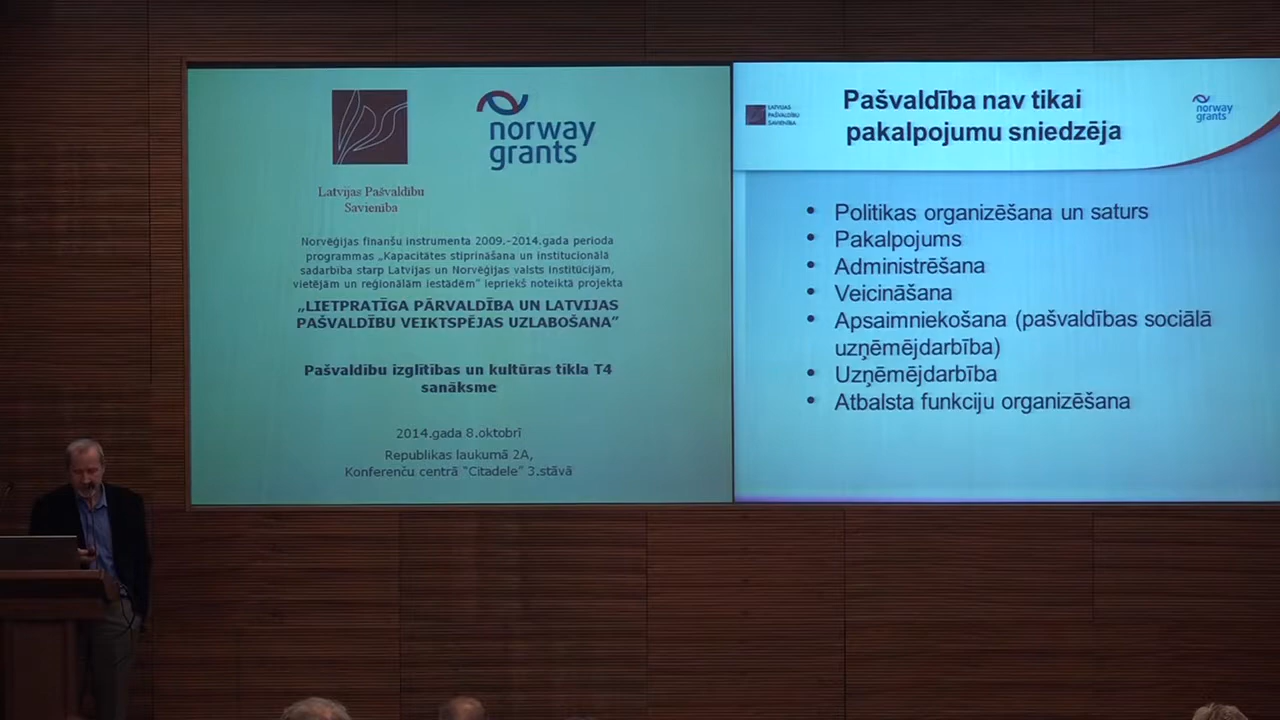 norway
grants
Latvijas Pašvaldību
Savienība
Norvēģijas finanšu instrumenta 2009.-2014.gada perioda
programmas „Kapacitātes stiprināšana un institucionālā
sadarbība starp Latvijas un Norvēģijas valsts institūcijām,
vietējām un reģionālām iestādēm” iepriekš noteiktā projekta
„LIETPRATĪGA PĀRVALDĪBA UN LATVIJAS
PAŠVALDĪBU VEIKTSPĒJAS UZLABOŠANA”
Pašvaldību izglītības un kultūras tīkla T4
sanāksme
2014.gada 8.oktobrī
Republikas laukumā 2A,
Konferenču centrā "Citadele" 3.stāvā
LATVIJAS
PAŠVALDĪBU
SAVIENĪBA
Pašvaldība nav tikai
pakalpojumu sniedzēja
norway
grants
• Politikas organizēšana un saturs
• Pakalpojums
• Administrēšana
• Veicināšana
• Apsaimniekošana (pašvaldības sociālā
uzņēmējdarbība)
• Uzņēmējdarbība
• Atbalsta funkciju organizēšana